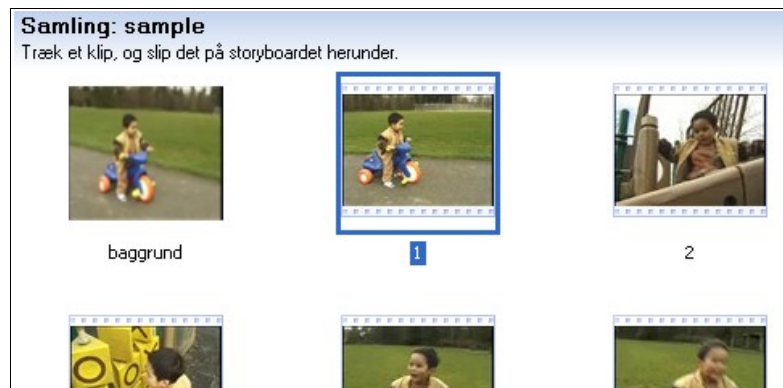 Samling: sample
Træk et klip, og slip det på storyboardet herunder.
baggrund
1
2